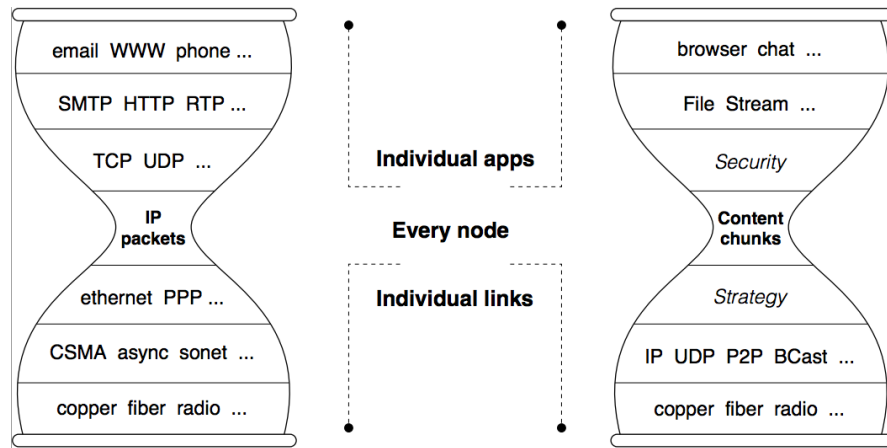 email WWW phone ...
SMTP HTTP RTP ...
TCP UDP ...
IP
packets
ethernet PPP ...
CSMA async sonet ...
copper fiber radio ...
Individual apps
Every node
Individual links
browser chat ...
File Stream ...
Security
Content
chunks
Strategy
IP UDP P2P BCast ...
copper fiber radio ...